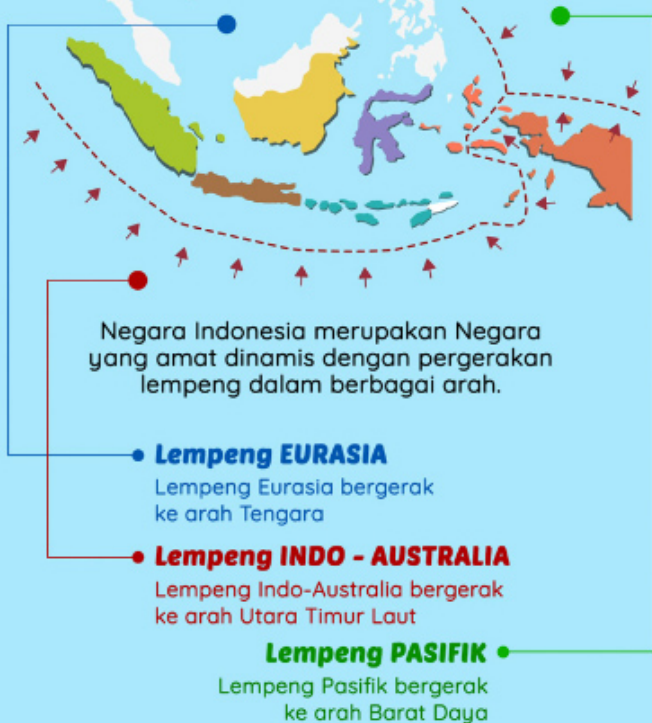 Negara Indonesia merupakan Negara
yang amat dinamis dengan pergerakan
lempeng dalam berbagai arah.
Lempeng EURASIA
Lempeng Eurasia bergerak
ke arah Tengara
Lempeng INDO - AUSTRALIA
Lempeng Indo-Australia bergerak
ke arah Utara Timur Laut
Lempeng PASIFIK
Lempeng Pasifik bergerak
ke arah Barat Daya